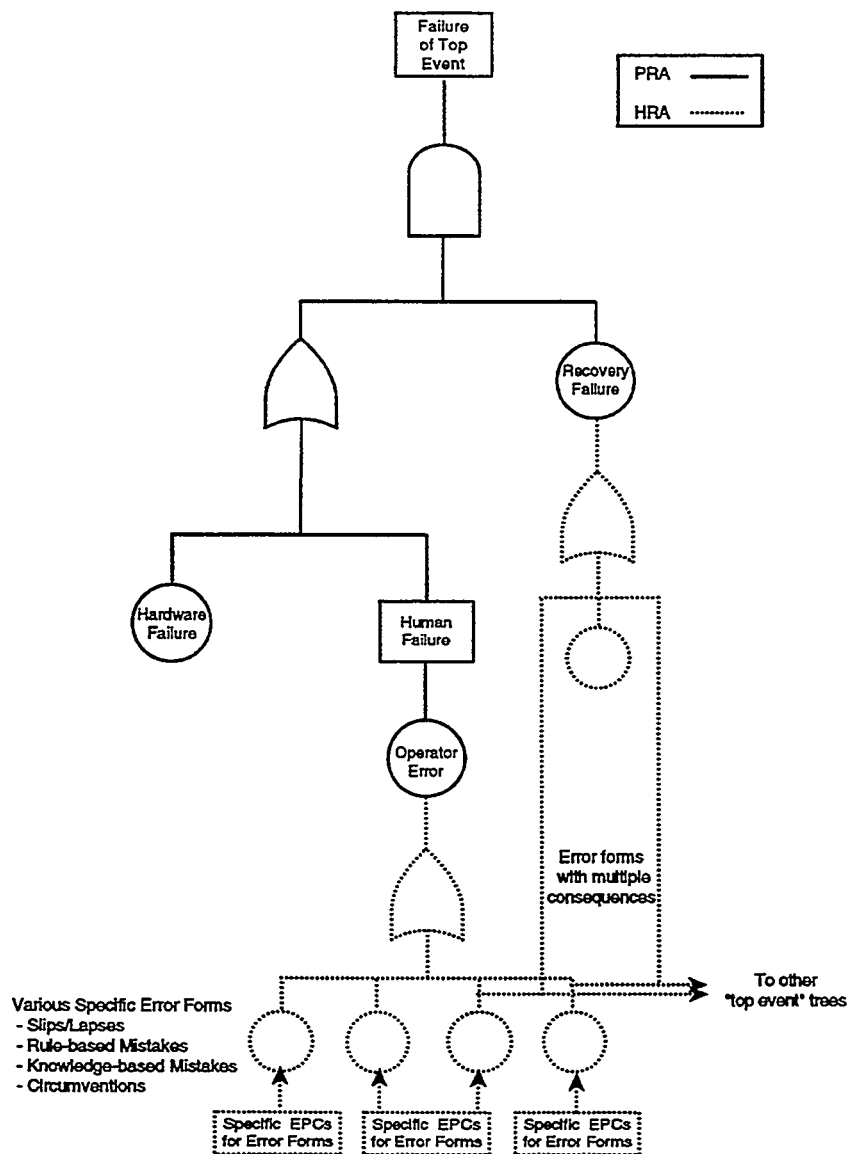 Failure
of Top
Event
PRA
HRA
Recovery
Failure
Hardware
Failure
Human
Failure
Operator
Error
Error forms
with multiple
consequences
To other
"top event" trees
Various Specific Error Forms
- Slips/Lapses
- Rule-based Mistakes
- Knowledge-based Mistakes
- Circumventions
Specific EPCs
for Error Forms
Specific EPCs
for Error Forms
Specific EPCs
for Error Forms